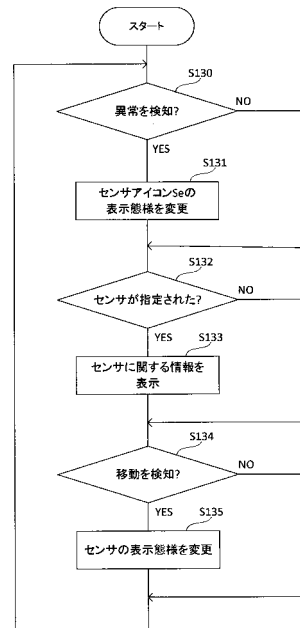 スタート
S130
異常を検知?
NO
YES
S131
センサアイコンSeの
表示態様を変更
S132
センサが指定された?
NO
YES
S133
センサに関する情報を
表示
S134
移動を検知?
NO
YES
S135
センサの表示態様を変更